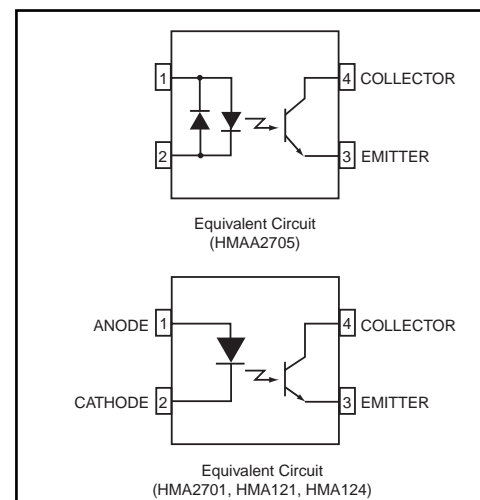 1
4 COLLECTOR
2
3 EMITTER
Equivalent Circuit
(HMAA2705)
ANODE 1
4 COLLECTOR
CATHODE 2
3 EMITTER
Equivalent Circuit
(HMA2701, HMA121, HMA124)